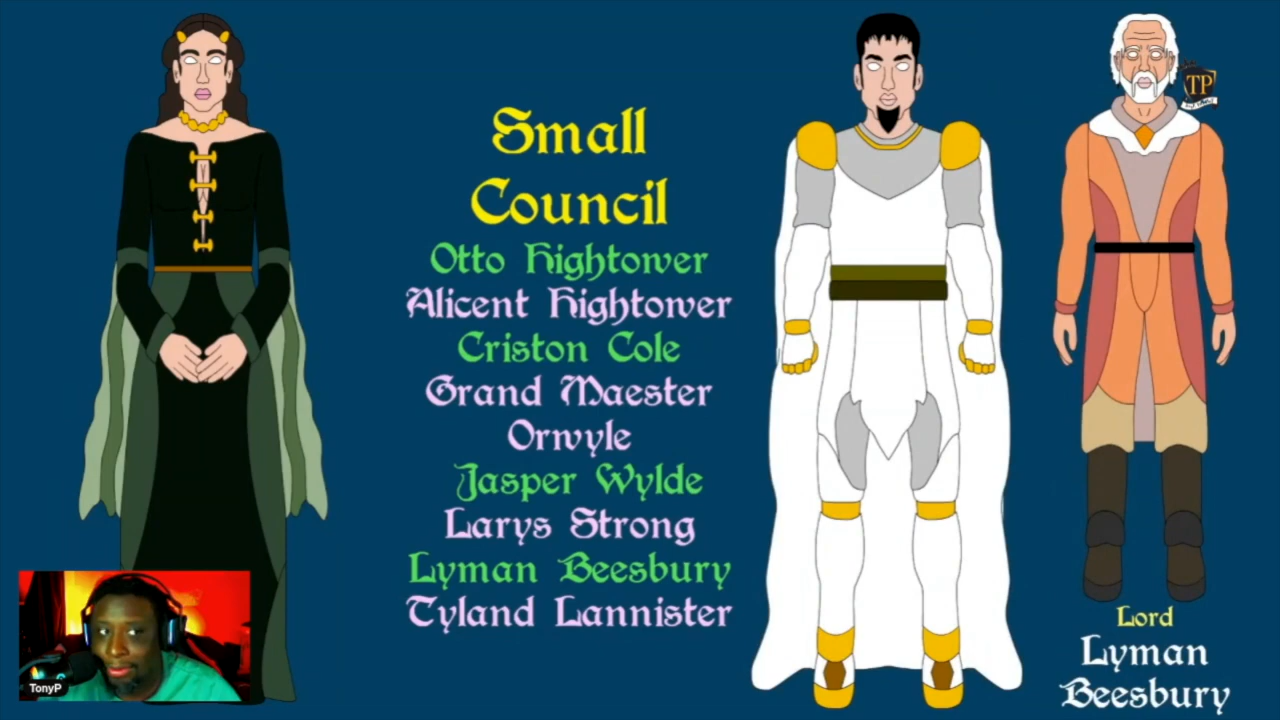 Small
Council
Otto Hightower
Alicent Hightower
Criston Cole
Grand Maester
Orwyle
Jasper Wylde
Larys Strong
Lyman Beesbury
Tyland Lannister
TP
Lord
Lyman
Beesbury
TonyP